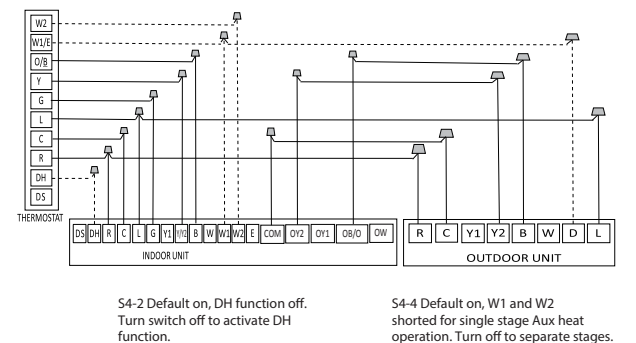 W2
W1/E
O/B
Y
G
L
C
R
DH
DS
THERMOSTAT
DS DH R C L G Y1 Y/Y2 B W W1 W2 E COM OY2 OY1 OB/O OW
INDOOR UNIT
R C Y1 Y2 B W D L
OUTDOOR UNIT
S4-2 Default on, DH function off.
Turn switch off to activate DH
function.
S4-4 Default on, W1 and W2
shorted for single stage Aux heat
operation. Turn off to separate stages.